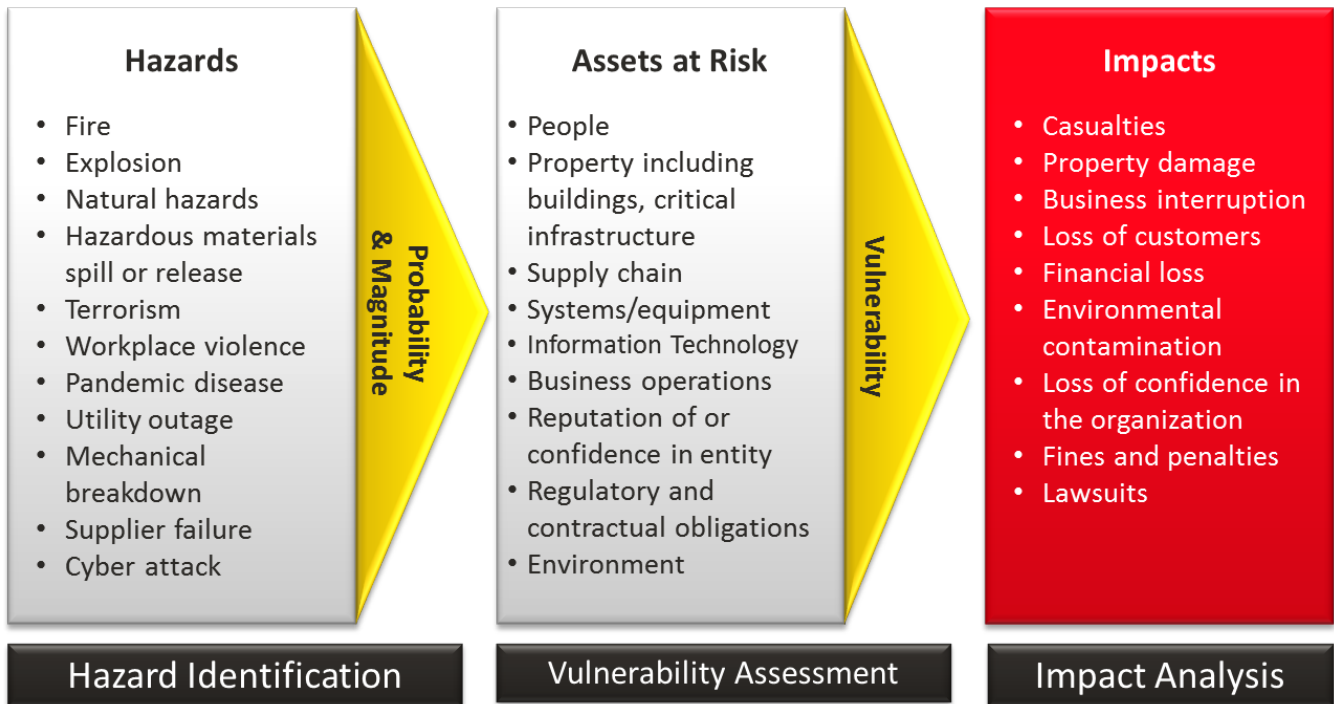 Hazards
• Fire
• Explosion
• Natural hazards
• Hazardous materials
spill or release
• Terrorism
• Workplace violence
• Pandemic disease
• Utility outage
• Mechanical
breakdown
• Supplier failure
• Cyber attack
Probability
& Magnitude
Hazard Identification
Assets at Risk
• People
• Property including
buildings, critical
infrastructure
• Supply chain
• Systems/equipment
• Information Technology
• Business operations
• Reputation of or
confidence in entity
• Regulatory and
contractual obligations
• Environment
Vulnerability
Vulnerability Assessment
Impacts
• Casualties
• Property damage
• Business interruption
• Loss of customers
• Financial loss
• Environmental
contamination
• Loss of confidence in
the organization
• Fines and penalties
• Lawsuits
Impact Analysis